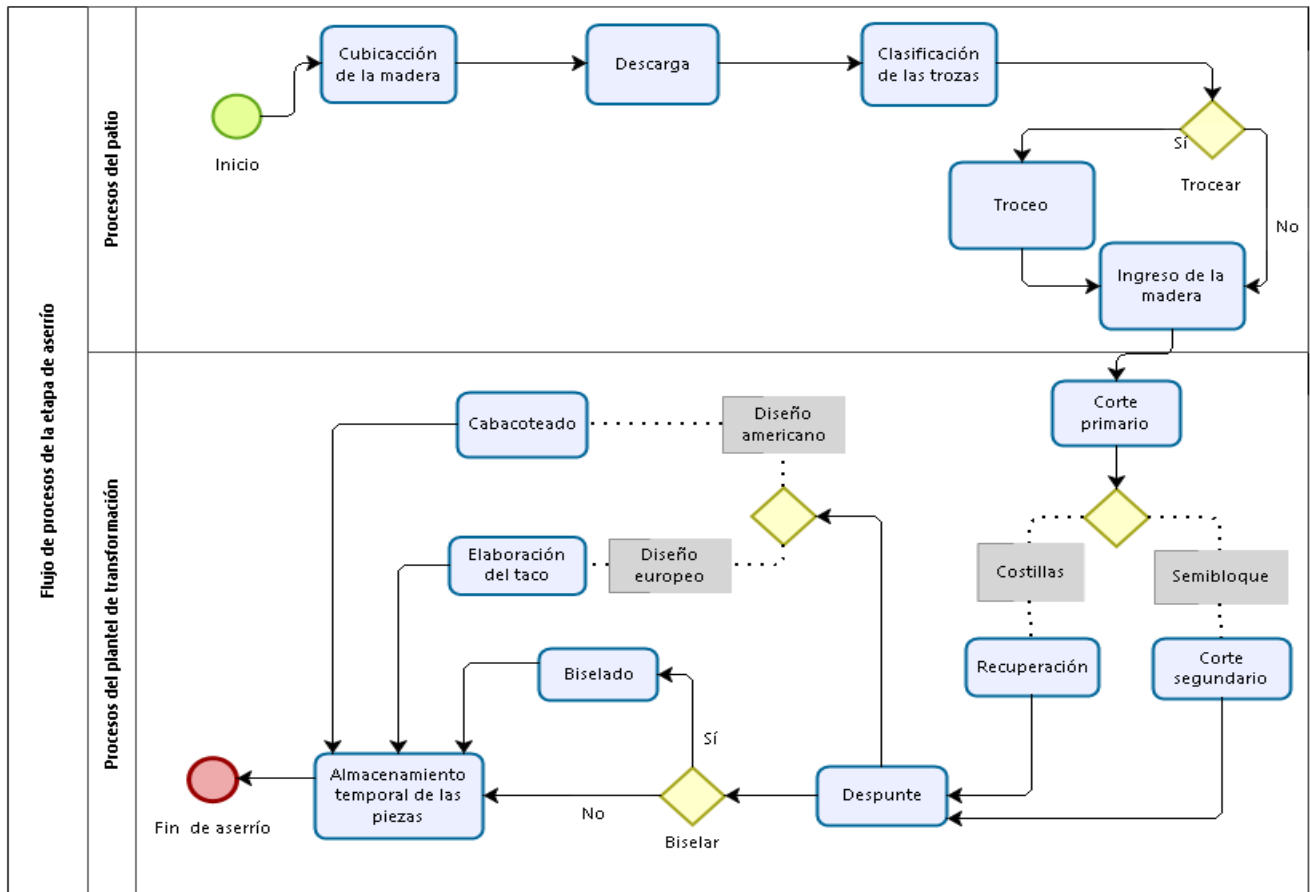 Flujo de procesos de la etapa de aserrío
Procesos del patio
Inicio
Cubicacción
de la madera
Descarga
Clasificación
de las trozas
Trocear
Sí
No
Troceo
Ingreso de la
madera
Procesos del plantel de transformación
Corte
primario
Costillas
Semibloque
Recuperación
Corte
segundario
Despunte
Diseño
americano
Cabacoteado
Diseño
europeo
Elaboración
del taco
Biselar
Sí
No
Biselado
Almacenamiento
temporal de las
piezas
Fin de aserrío